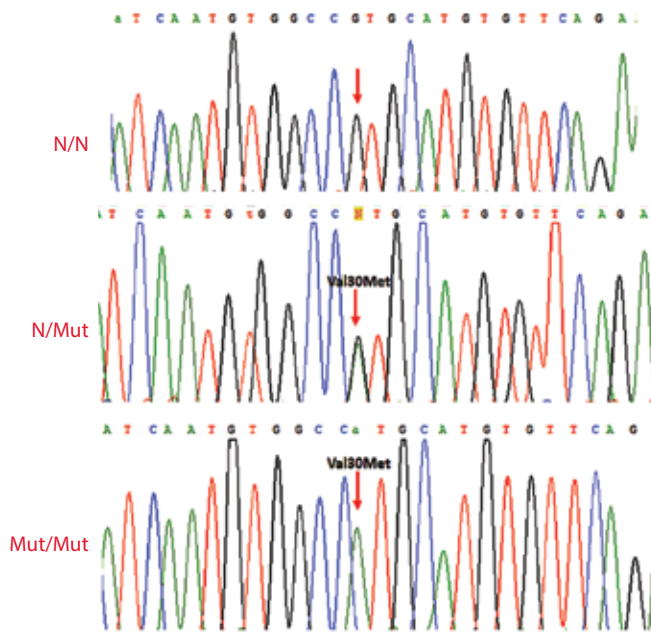 a T C A A T G T G G C C G T G C A T G T G T T C A G A
N/N
A T C A A T G t G G C C N T G C A T G T G T T C A G A
Val30Met
N/Mut
A T C A A T G T G G C C a T G C A T G T G T T C A G
Val30Met
Mut/Mut